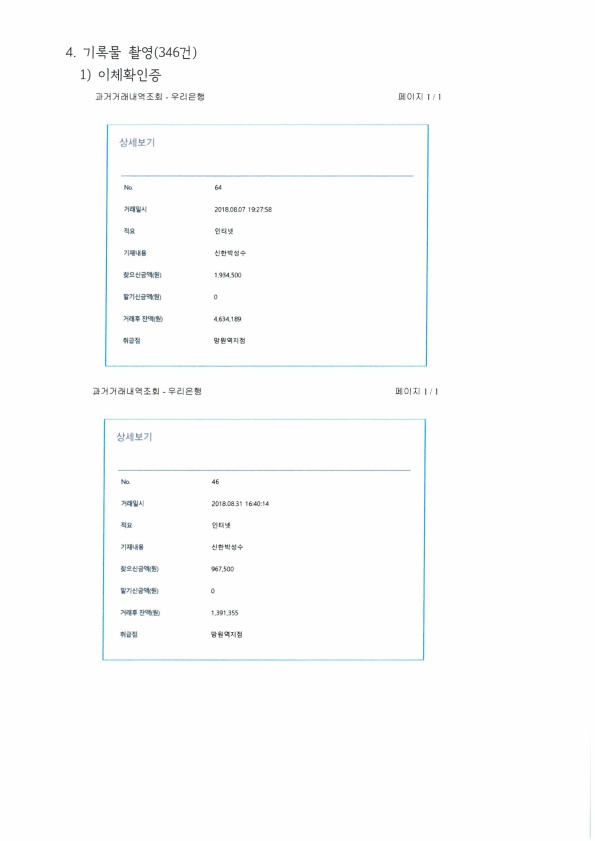 4. 기록물 촬영(346건)
1) 이체확인증
과거거래내역조회 - 우리은행 페이지 1 / 1
상세보기
No. 64
거래일시 2018.08.07 19:27:58
적요 인터넷
기재내용 신한박성수
찾으신금액(원) 1,934,500
맡기신금액(원) 0
거래후 잔액(원) 4,634,189
취급점 망원역지점
과거거래내역조회 - 우리은행 페이지 1 / 1
상세보기
No. 46
거래일시 2018.08.31 16:40:14
적요 인터넷
기재내용 신한박성수
찾으신금액(원) 967,500
맡기신금액(원) 0
거래후 잔액(원) 1,391,355
취급점 망원역지점